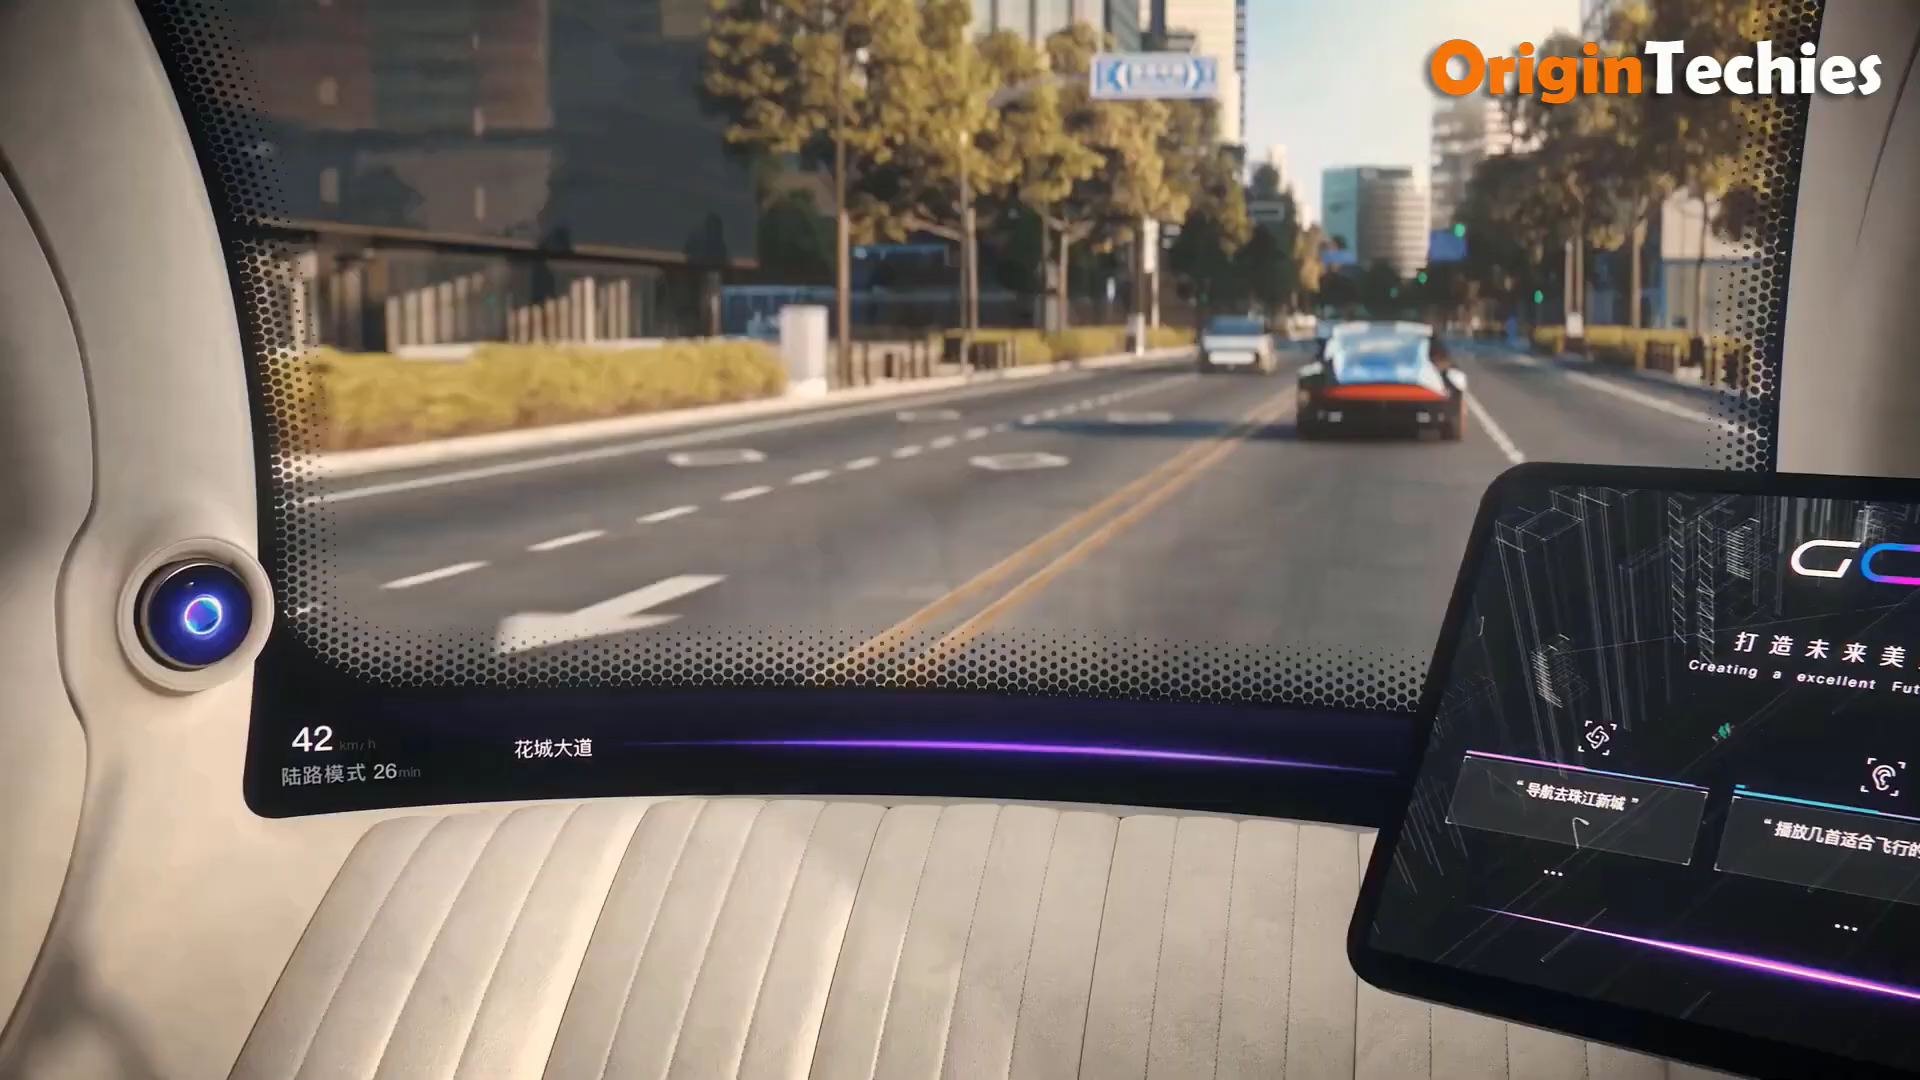 OriginTechies
42 km/h
陆路模式 26min
花城大道
打造未来美
Creating a excellent Fut
“导航去珠江新城”
...
“播放几首适合飞行的
...